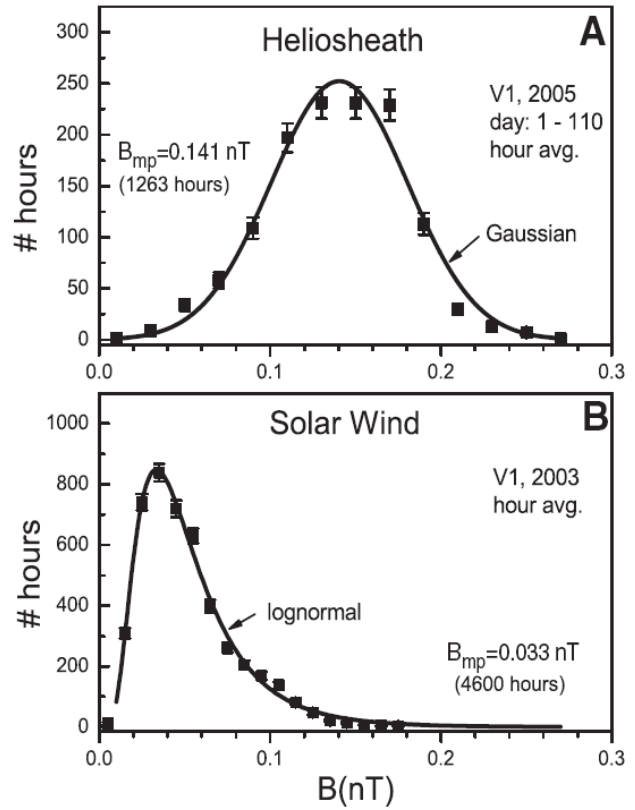 A
Heliosheath
300
250
200
150
100
50
0
# hours
V1, 2005
day: 1 - 110
hour avg.
B_mp=0.141 nT
(1263 hours)
Gaussian
0.0 0.1 0.2 0.3
B
Solar Wind
1000
800
600
400
200
0
# hours
V1, 2003
hour avg.
lognormal
B_mp=0.033 nT
(4600 hours)
0.0 0.1 0.2 0.3
B(nT)